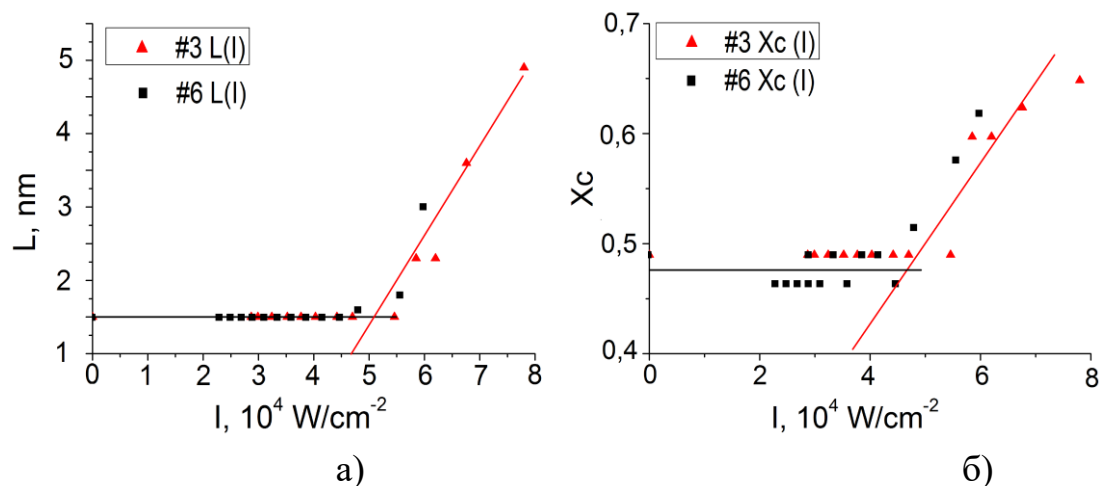 #3 L(I)
#6 L(I)
5
4
3
2
1
L, nm
0 1 2 3 4 5 6 7 8
I, 10⁴ W/cm⁻²
а)
#3 Xc (I)
#6 Xc (I)
0,7
0,6
0,5
0,4
Xc
0 2 4 6 8
I, 10⁴ W/cm⁻²
б)